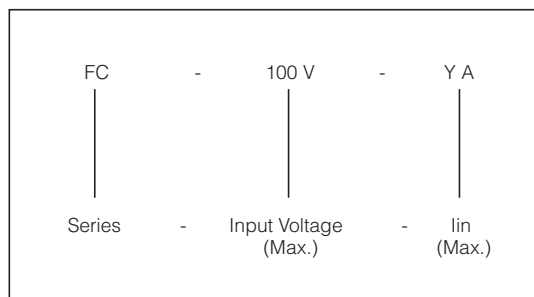 FC - 100 V - Y A
Series - Input Voltage - Iin
(Max.) (Max.)